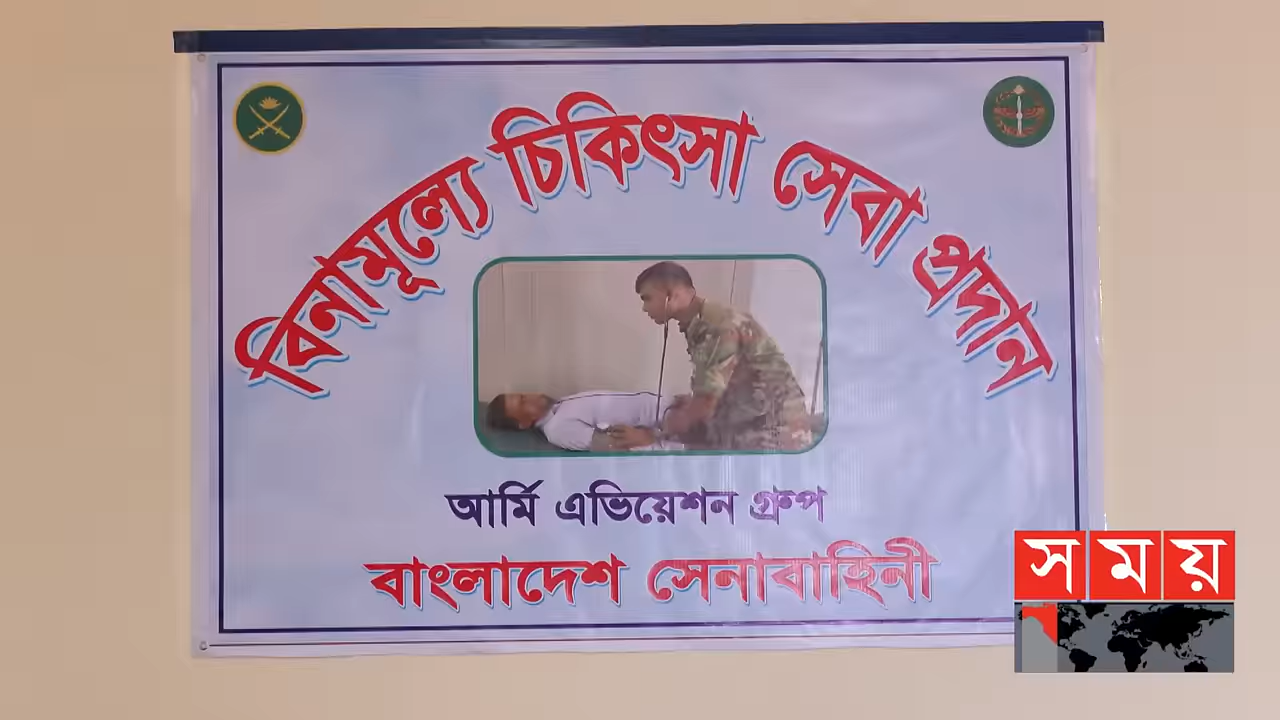 বিনামূল্যে চিকিৎসা সেবা প্রদান
আর্মি এভিয়েশন গ্রুপ
বাংলাদেশ সেনাবাহিনী
সময়